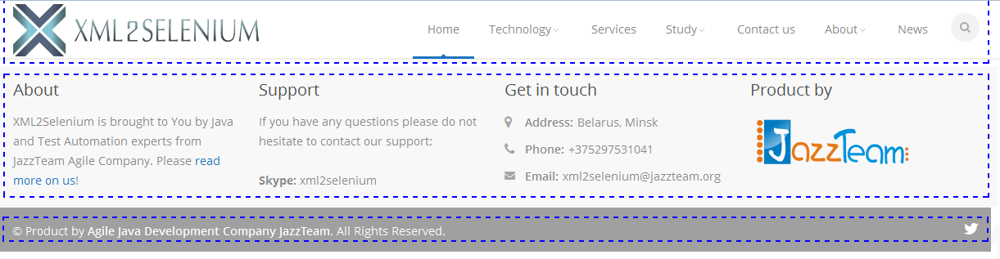 XML2SELENIUM
Home Technology Services Study Contact us About News
About
XML2Selenium is brought to You by Java
and Test Automation experts from
JazzTeam Agile Company. Please read
more on us!
Support
If you have any questions please do not
hesitate to contact our support:
Skype: xml2selenium
Get in touch
Address: Belarus, Minsk
Phone: +375297531041
Email: xml2selenium@jazzteam.org
Product by
JazzTeam
© Product by Agile Java Development Company JazzTeam. All Rights Reserved.